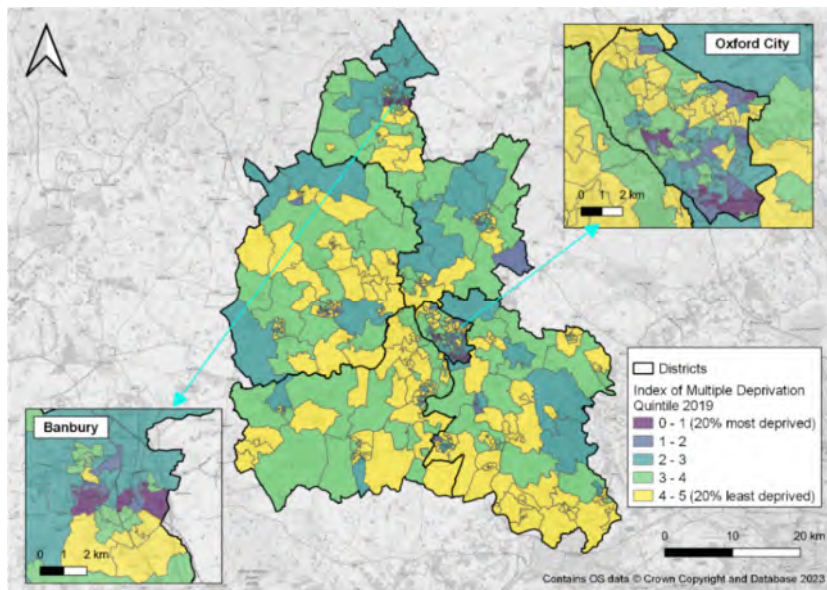 Oxford City
0 1 2 km
Districts
Index of Multiple Deprivation
Quintile 2019
0 - 1 (20% most deprived)
1 - 2
2 - 3
3 - 4
4 - 5 (20% least deprived)
Banbury
0 1 2 km
0 10 20 km
Contains OS data © Crown Copyright and Database 2023